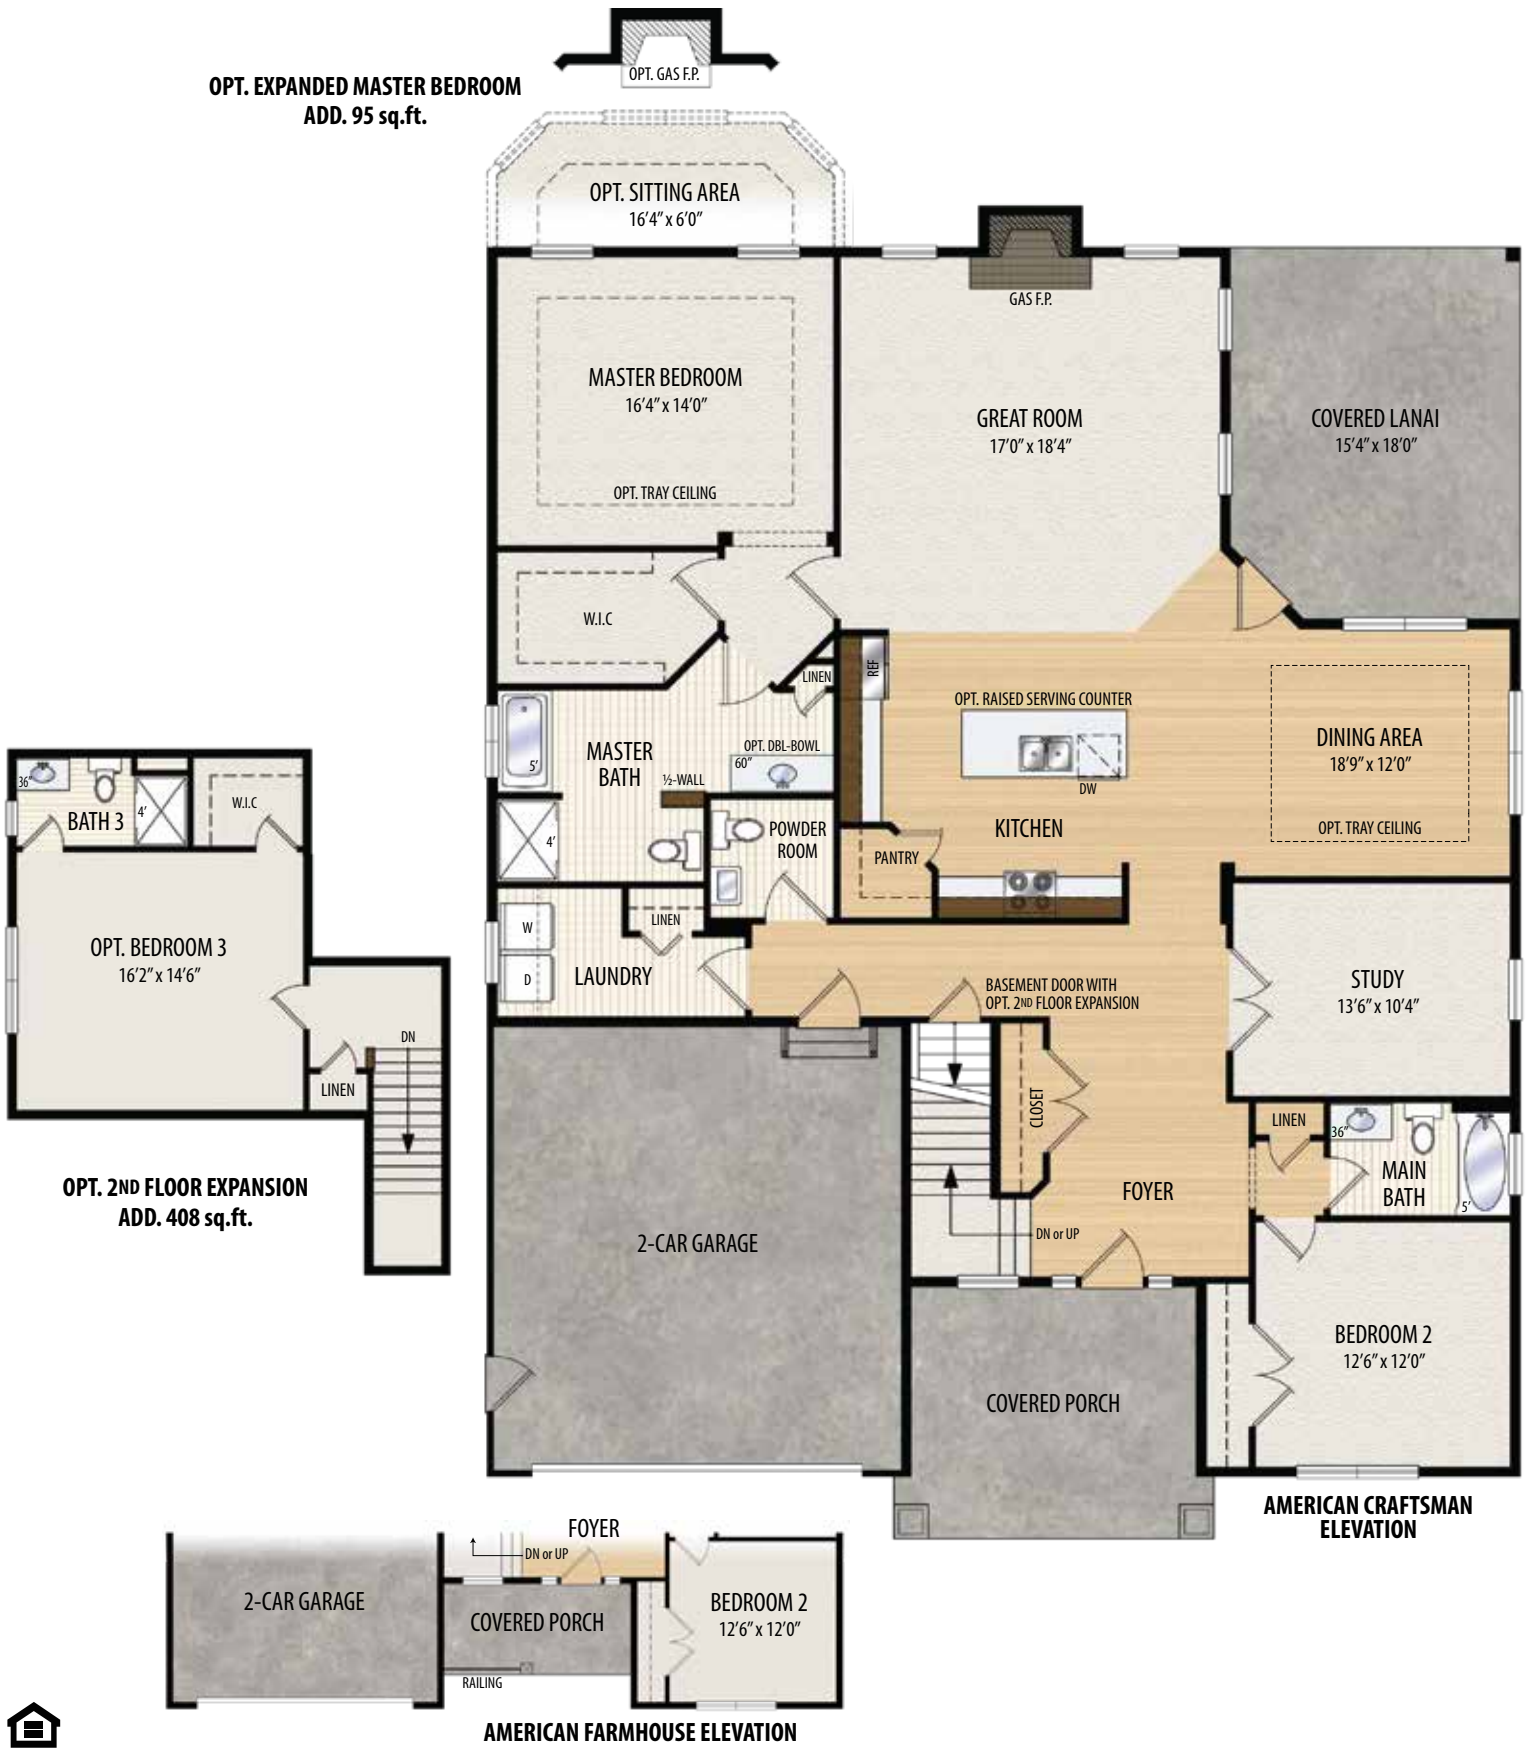 OPT. GAS F.P.
OPT. EXPANDED MASTER BEDROOM
ADD. 95 sq.ft.
OPT. SITTING AREA
16'4" x 6'0"
GAS F.P.
MASTER BEDROOM
16'4" x 14'0"
OPT. TRAY CEILING
GREAT ROOM
17'0" x 18'4"
COVERED LANAI
15'4" x 18'0"
W.I.C
LINEN
REF
OPT. RAISED SERVING COUNTER
DW
KITCHEN
DINING AREA
18'9" x 12'0"
OPT. TRAY CEILING
MASTER
BATH
5'
OPT. DBL-BOWL
60"
½-WALL
4'
POWDER
ROOM
PANTRY
W
D
LINEN
LAUNDRY
BASEMENT DOOR WITH
OPT. 2ND FLOOR EXPANSION
STUDY
13'6" x 10'4"
CLOSET
LINEN
36"
MAIN
BATH
5'
FOYER
DN or UP
2-CAR GARAGE
BEDROOM 2
12'6" x 12'0"
COVERED PORCH
AMERICAN CRAFTSMAN
ELEVATION
36"
BATH 3
4'
W.I.C
OPT. BEDROOM 3
16'2" x 14'6"
DN
LINEN
OPT. 2ND FLOOR EXPANSION
ADD. 408 sq.ft.
FOYER
DN or UP
2-CAR GARAGE
COVERED PORCH
BEDROOM 2
12'6" x 12'0"
RAILING
AMERICAN FARMHOUSE ELEVATION